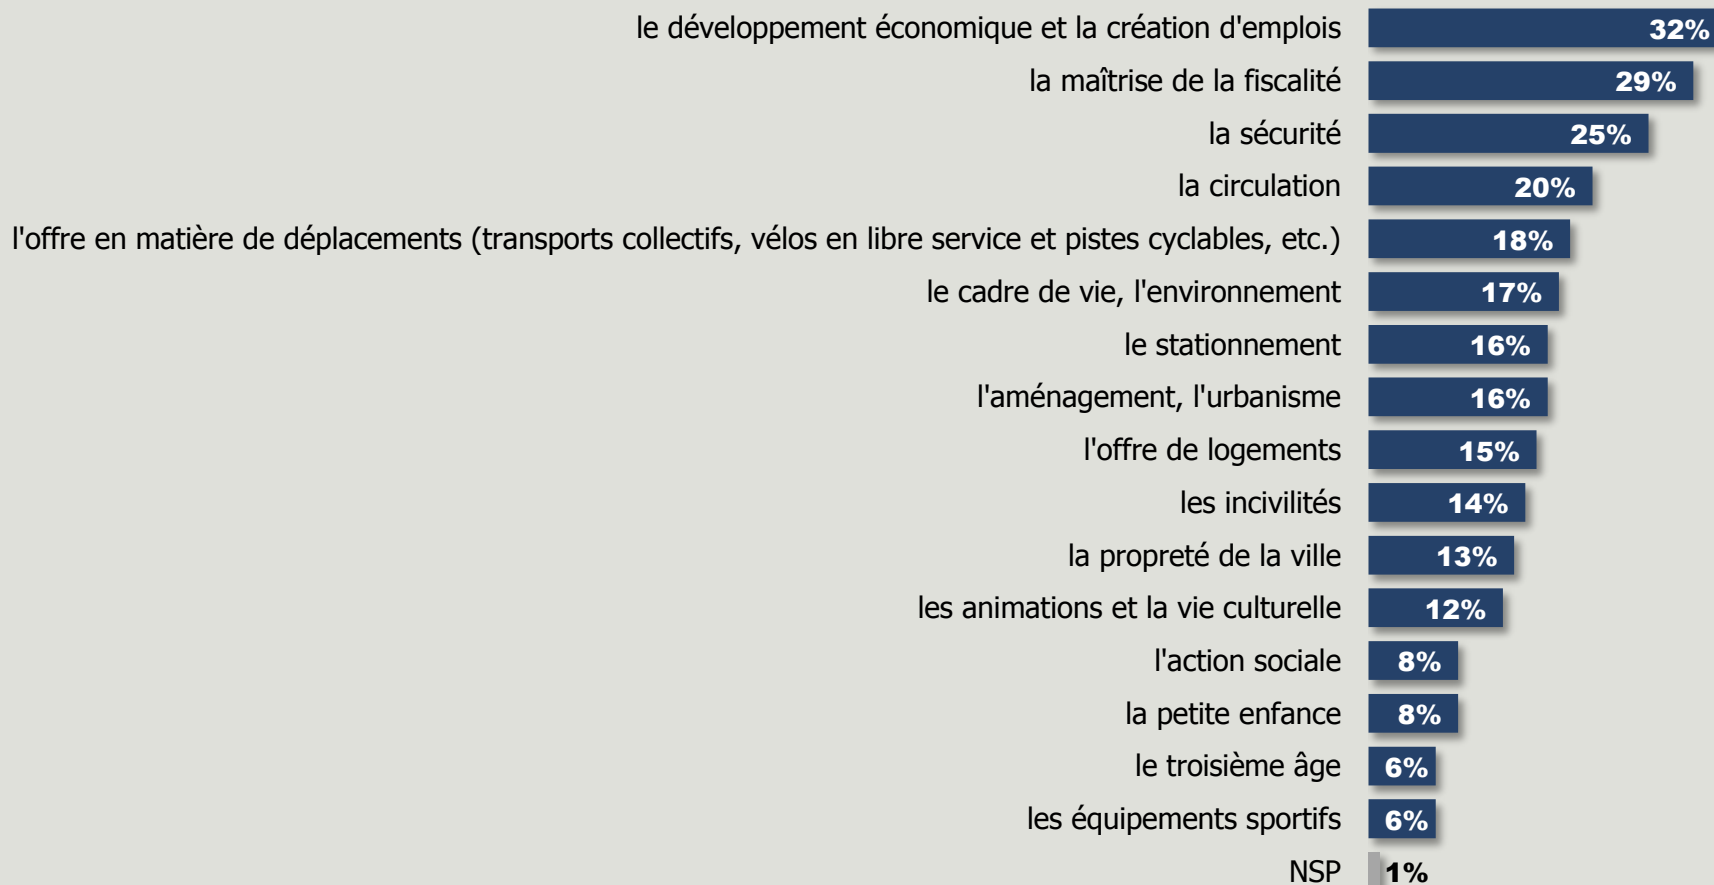 le développement économique et la création d'emplois 32%
la maîtrise de la fiscalité 29%
la sécurité 25%
la circulation 20%
l'offre en matière de déplacements (transports collectifs, vélos en libre service et pistes cyclables, etc.) 18%
le cadre de vie, l'environnement 17%
le stationnement 16%
l'aménagement, l'urbanisme 16%
l'offre de logements 15%
les incivilités 14%
la propreté de la ville 13%
les animations et la vie culturelle 12%
l'action sociale 8%
la petite enfance 8%
le troisième âge 6%
les équipements sportifs 6%
NSP 1%